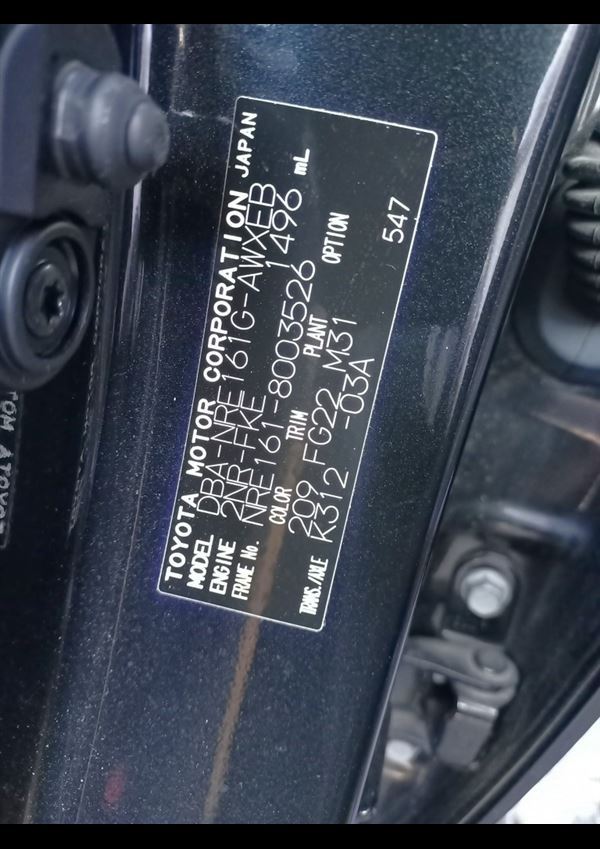 TOYOTA MOTOR CORPORATION JAPAN
MODEL DBA-NRE161G-AWXEB
ENGINE 2NR-FKE 1496 mL
FRAME No. NRE161-8003526
COLOR TRIM PLANT OPTION
209 FG22 M31
TRANS./AXLE K312 -03A 547